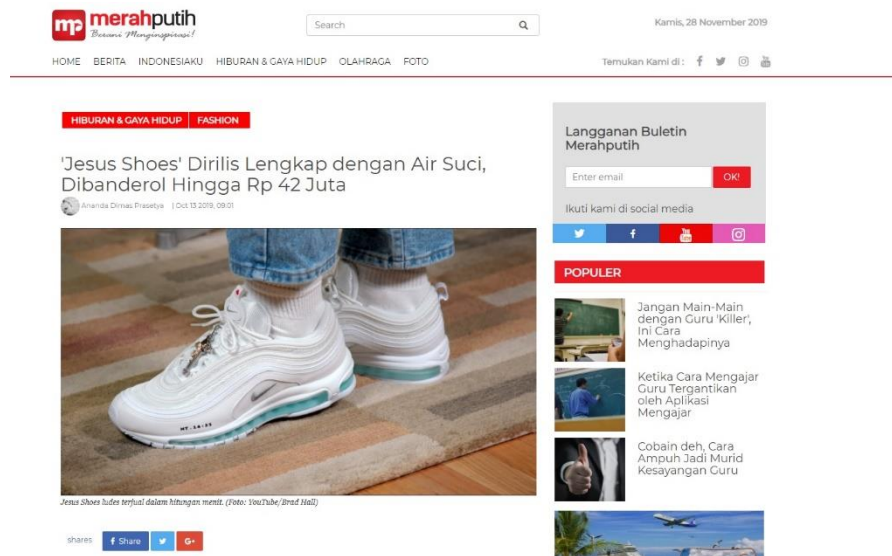 mp merahputih
Berani Menginspirasi!
Search
Kamis, 28 November 2019
HOME BERITA INDONESIAKU HIBURAN & GAYA HIDUP OLAHRAGA FOTO
Temukan Kami di :
HIBURAN & GAYA HIDUP FASHION
'Jesus Shoes' Dirilis Lengkap dengan Air Suci,
Dibanderol Hingga Rp 42 Juta
Ananda Dimas Prasetya | Oct 13 2019, 09:01
MT. 14:25
Jesus Shoes ludes terjual dalam hitungan menit. (Foto: YouTube/Brad Hall)
shares
f Share
G+
Langganan Buletin
Merahputih
Enter email
OK!
Ikuti kami di social media
POPULER
Jangan Main-Main
dengan Guru 'Killer',
Ini Cara
Menghadapinya
Ketika Cara Mengajar
Guru Tergantikan
oleh Aplikasi
Mengajar
Cobain deh, Cara
Ampuh Jadi Murid
Kesayangan Guru